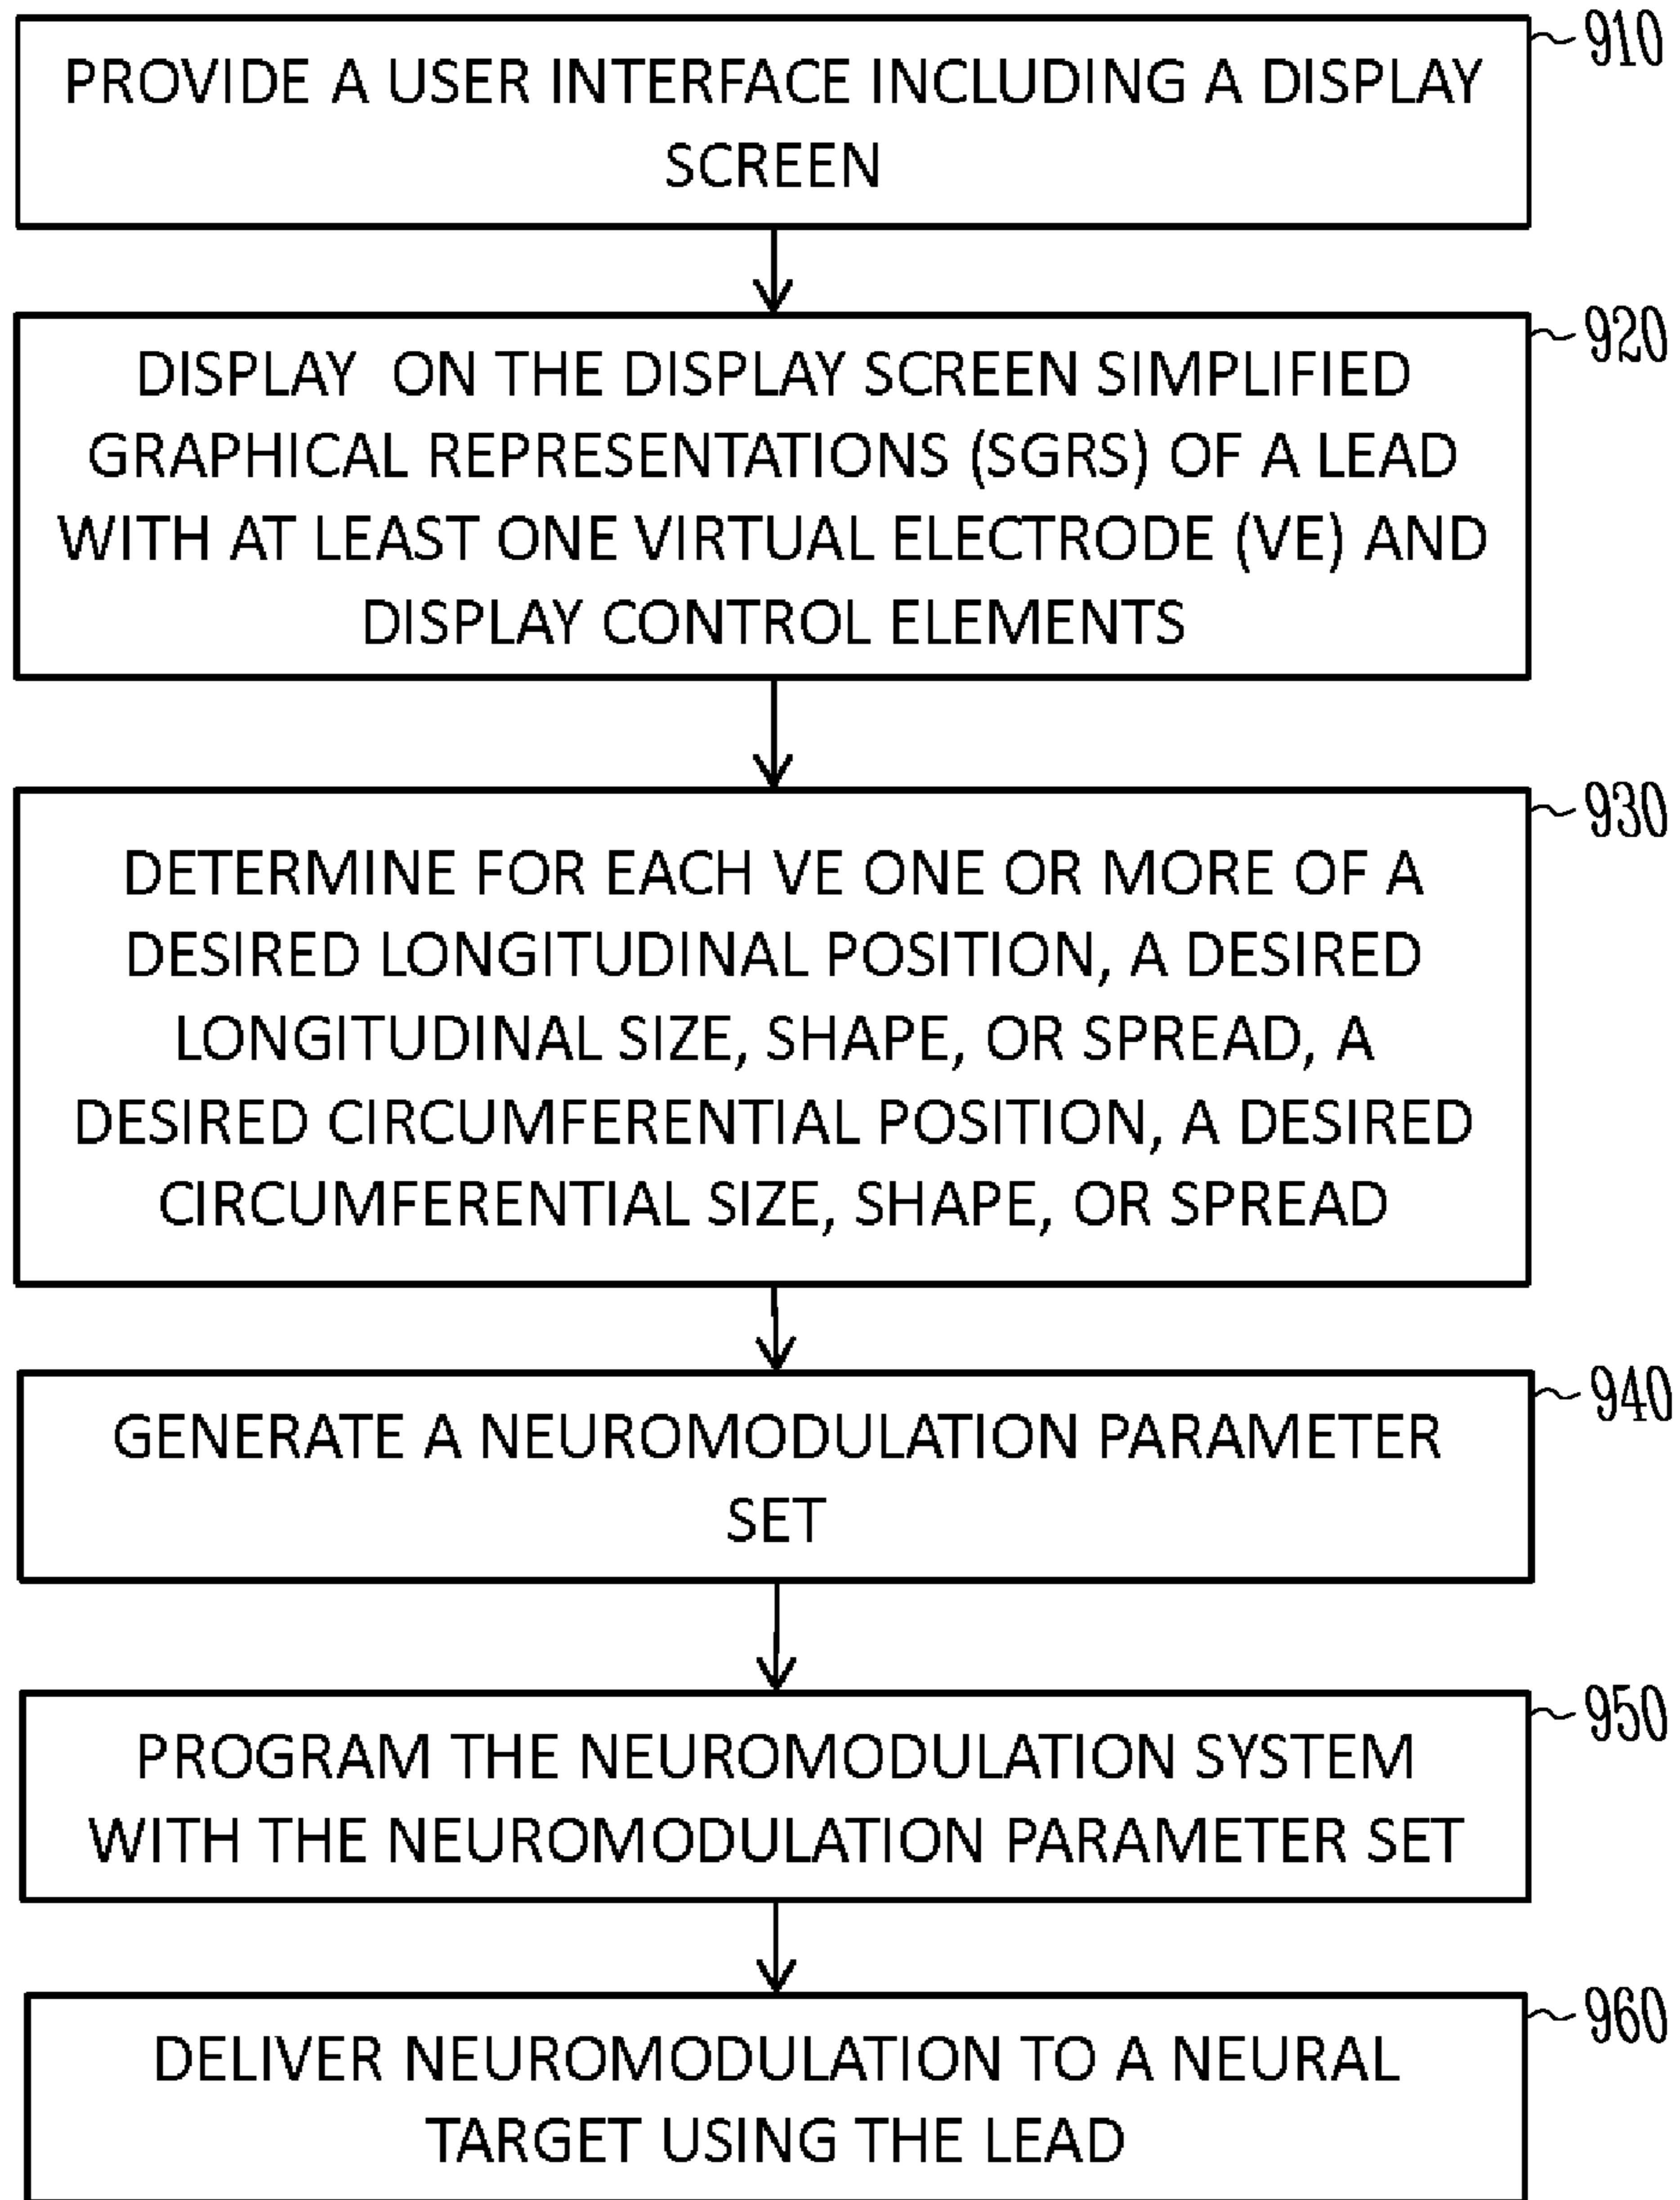 910
PROVIDE A USER INTERFACE INCLUDING A DISPLAY
SCREEN
920
DISPLAY ON THE DISPLAY SCREEN SIMPLIFIED
GRAPHICAL REPRESENTATIONS (SGRS) OF A LEAD
WITH AT LEAST ONE VIRTUAL ELECTRODE (VE) AND
DISPLAY CONTROL ELEMENTS
930
DETERMINE FOR EACH VE ONE OR MORE OF A
DESIRED LONGITUDINAL POSITION, A DESIRED
LONGITUDINAL SIZE, SHAPE, OR SPREAD, A
DESIRED CIRCUMFERENTIAL POSITION, A DESIRED
CIRCUMFERENTIAL SIZE, SHAPE, OR SPREAD
940
GENERATE A NEUROMODULATION PARAMETER
SET
950
PROGRAM THE NEUROMODULATION SYSTEM
WITH THE NEUROMODULATION PARAMETER SET
960
DELIVER NEUROMODULATION TO A NEURAL
TARGET USING THE LEAD